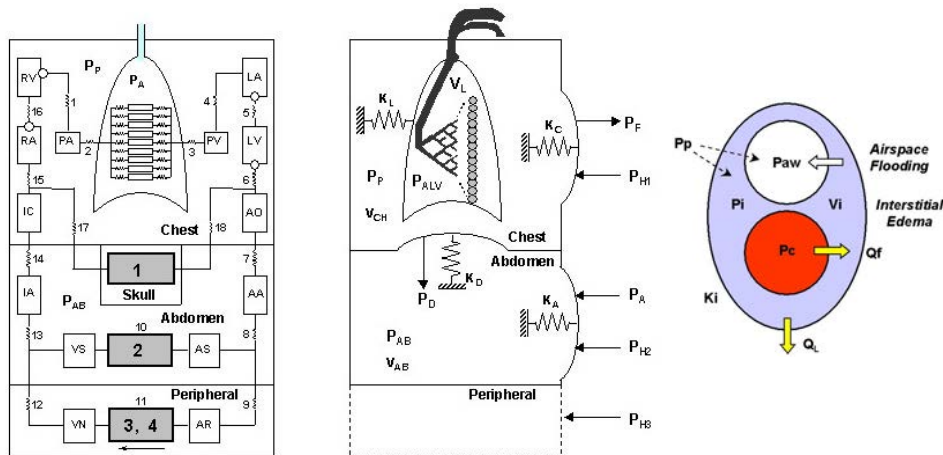 P_P
P_A
RV
LA
1
4
16
5
RA
PA
2
3
PV
LV
15
6
IC
17
18
AO
Chest
14
1
7
Skull
IA
P_AB
AA
Abdomen
13
10
8
VS
2
AS
Peripheral
12
11
9
VN
3, 4
AR
V_L
K_L
K_C
P_F
P_P
P_ALV
P_H1
V_CH
Chest
Abdomen
K_D
P_D
K_A
P_A
P_AB
P_H2
V_AB
P_H3
Pp
Paw
Airspace
Flooding
Pi
Vi
Interstitial
Edema
Pc
Qf
Ki
Q_L